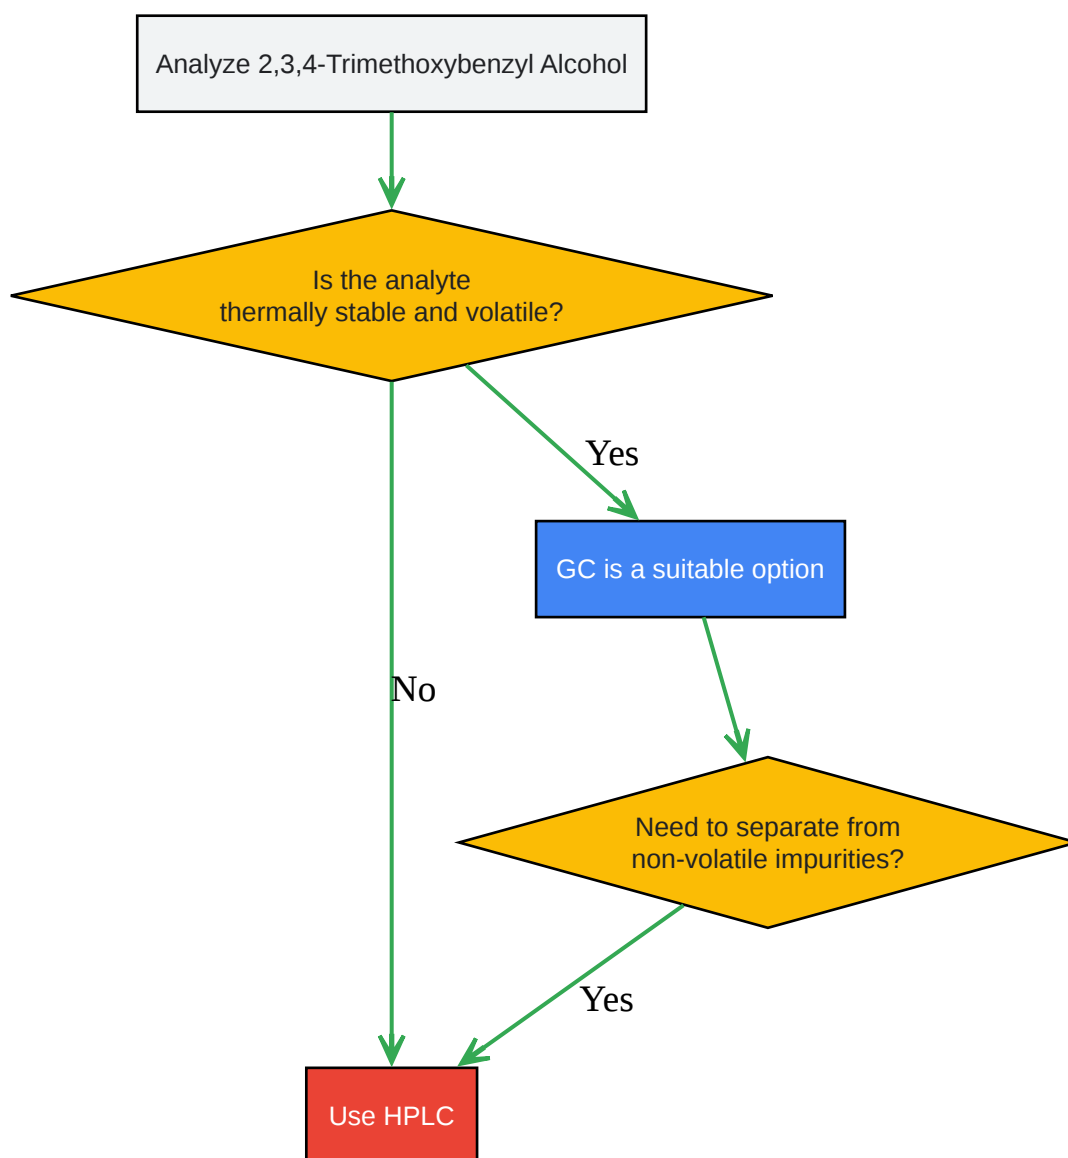 Analyze 2,3,4-Trimethoxybenzyl Alcohol
Is the analyte
thermally stable and volatile?
Yes
GC is a suitable option
No
Need to separate from
non-volatile impurities?
Yes
Use HPLC